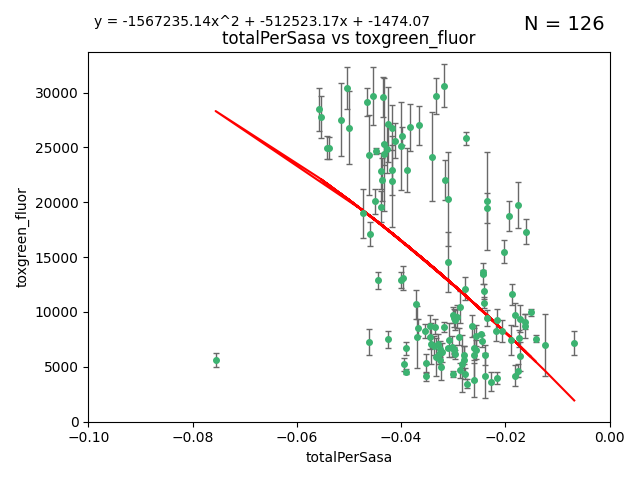 y = -1567235.14x^2 + -512523.17x + -1474.07
N = 126
totalPerSasa vs toxgreen_fluor
30000
25000
20000
15000
10000
5000
0
toxgreen_fluor
−0.10 −0.08 −0.06 −0.04 −0.02 0.00
totalPerSasa